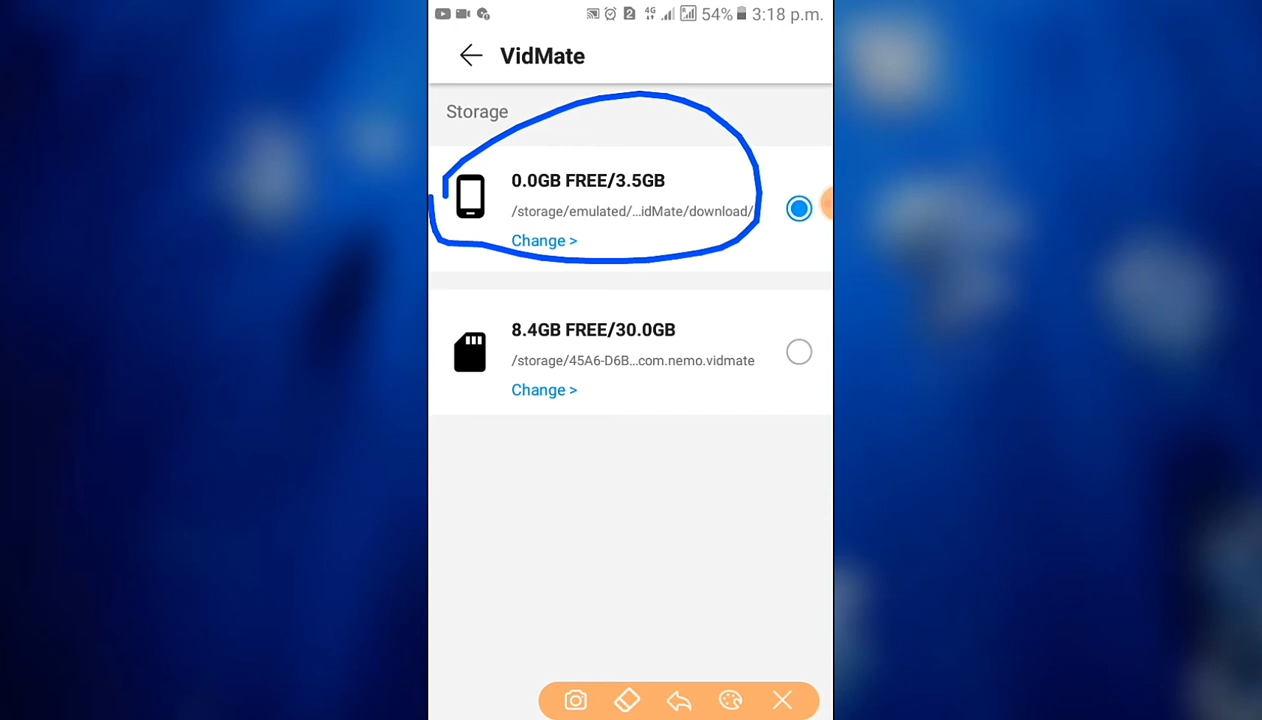 4G 54% 3:18 p.m.
VidMate
Storage
0.0GB FREE/3.5GB
/storage/emulated/...idMate/download/
Change >
8.4GB FREE/30.0GB
/storage/45A6-D6B...com.nemo.vidmate
Change >